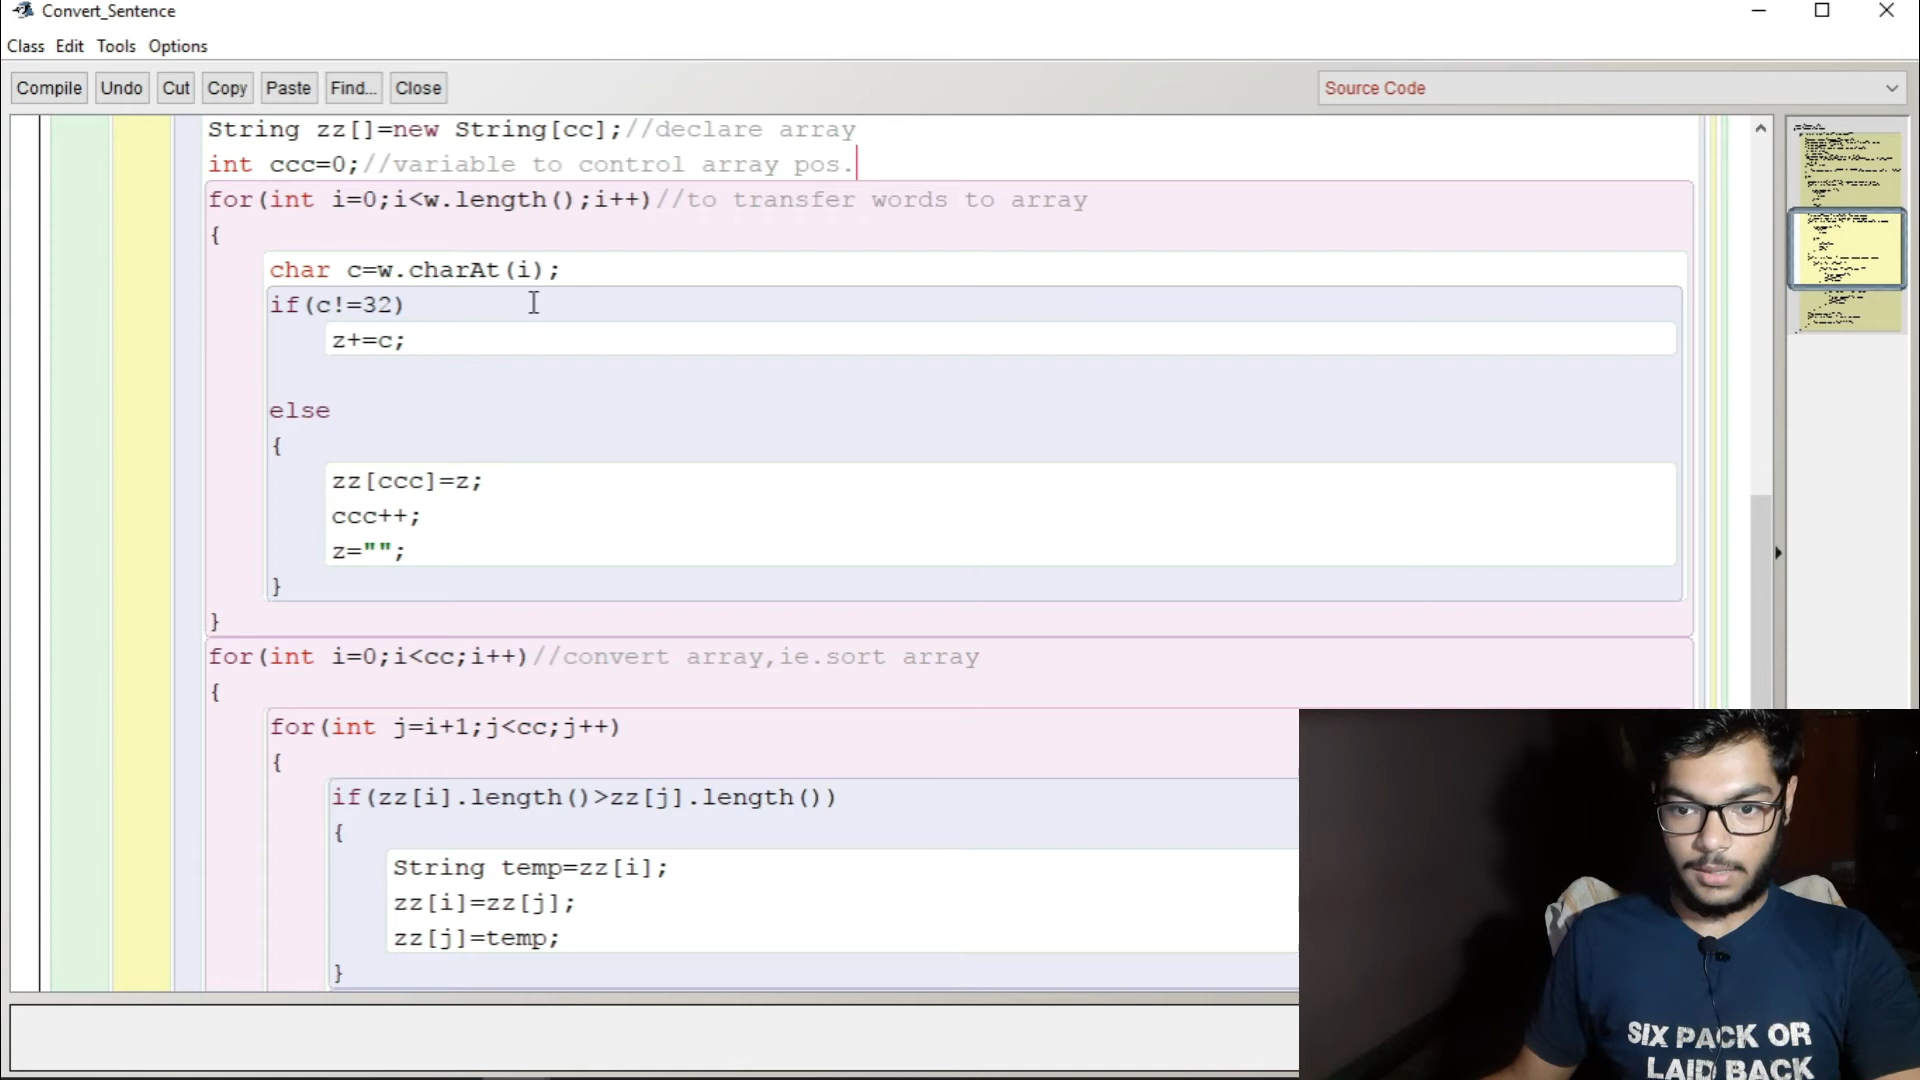 Convert_Sentence
Class Edit Tools Options
Compile Undo Cut Copy Paste Find... Close Source Code
String zz[]=new String[cc];//declare array
int ccc=0;//variable to control array pos.
for(int i=0;i<w.length();i++)//to transfer words to array
{
char c=w.charAt(i);
if(c!=32)
z+=c;
else
{
zz[ccc]=z;
ccc++;
z="";
}
}
for(int i=0;i<cc;i++)//convert array,ie.sort array
{
for(int j=i+1;j<cc;j++)
{
if(zz[i].length()>zz[j].length())
{
String temp=zz[i];
zz[i]=zz[j];
zz[j]=temp;
}
SIX PACK OR
LAID BACK